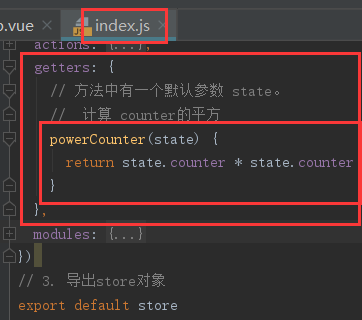 p.vue × index.js ×
actions: {...},
getters: {
// 方法中有一个默认参数 state。
// 计算 counter的平方
powerCounter(state) {
return state.counter * state.counter
}
},
modules: {...}
})
// 3. 导出store对象
export default store